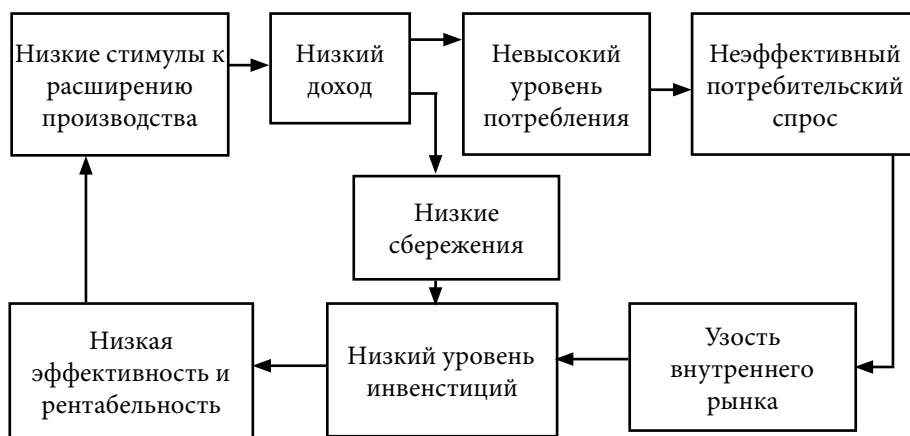 Низкие стимулы к
расширению
производства
Низкий
доход
Невысокий
уровень
потребления
Неэффективный
потребительский
спрос
Низкие
сбережения
Низкая
эффективность и
рентабельность
Низкий уровень
инвенстиций
Узость
внутреннего
рынка